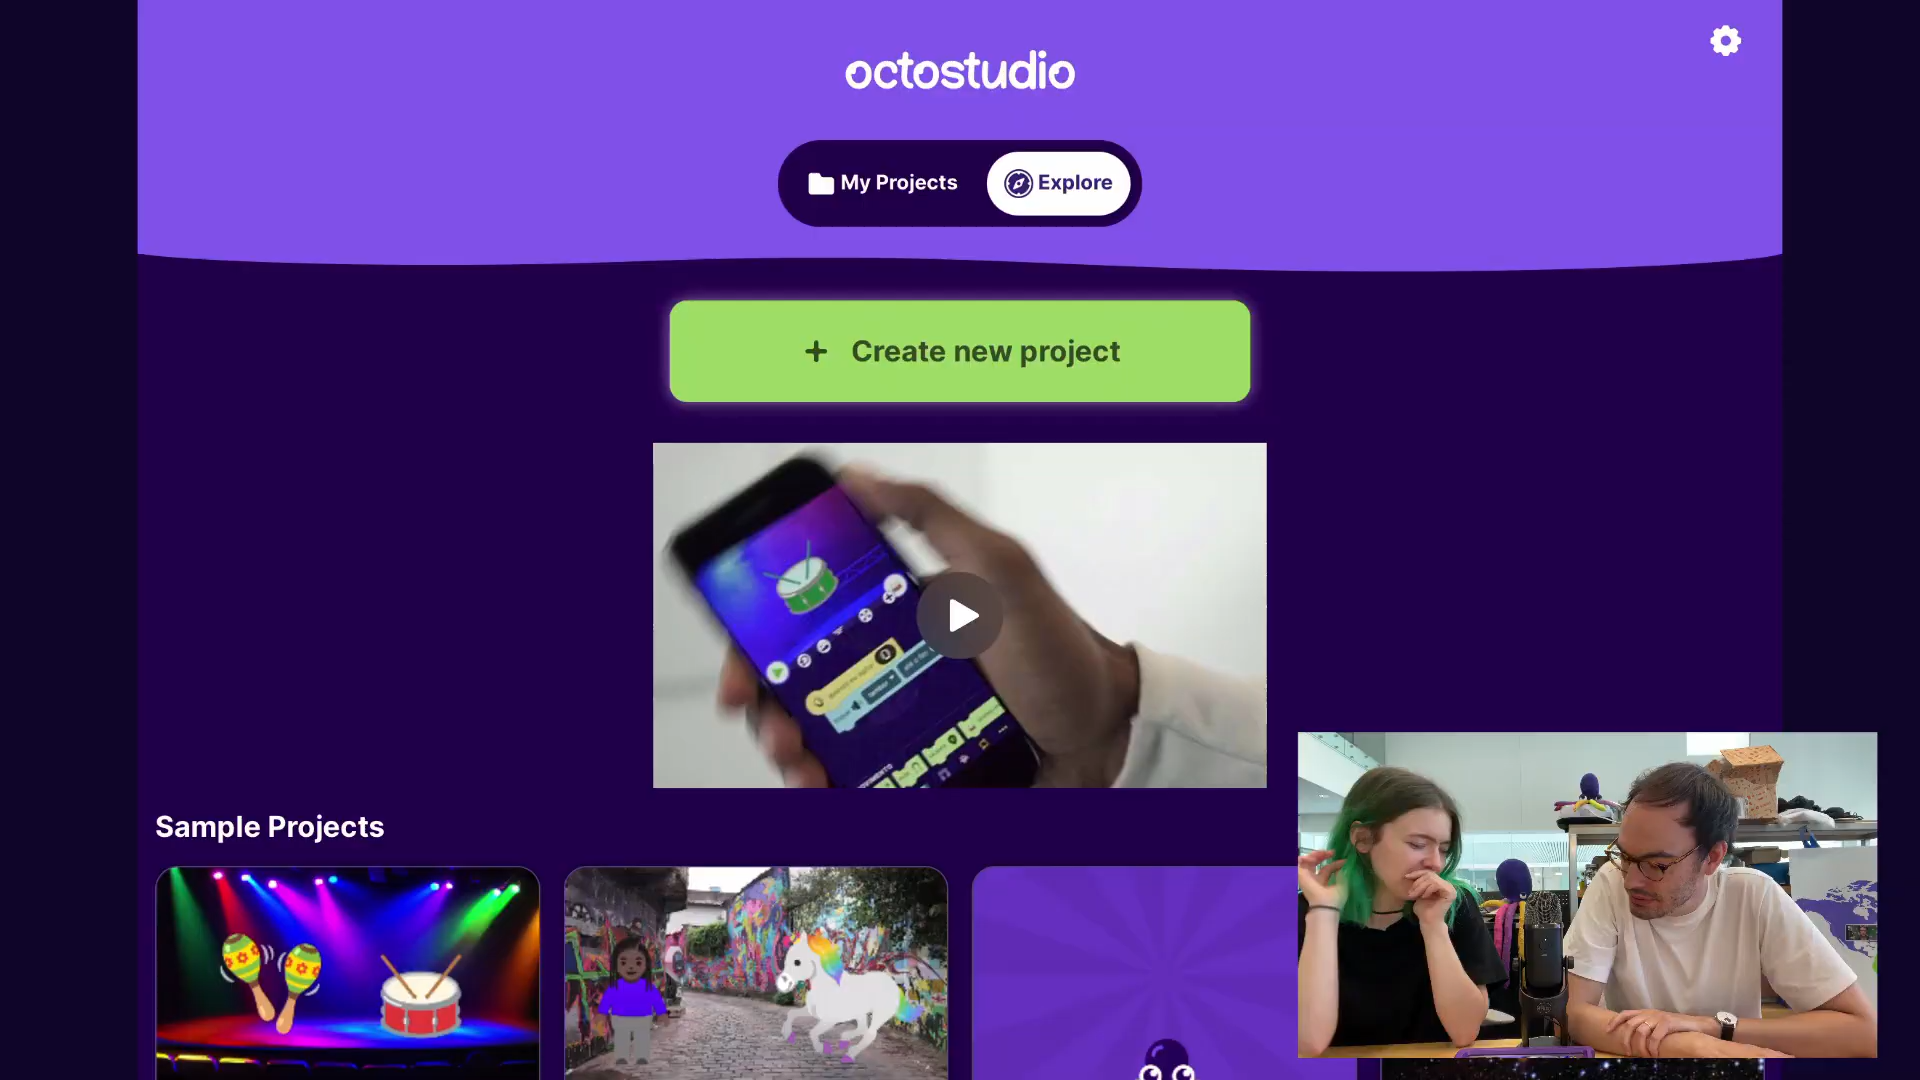 octostudio
My Projects
Explore
+ Create new project
Sample Projects